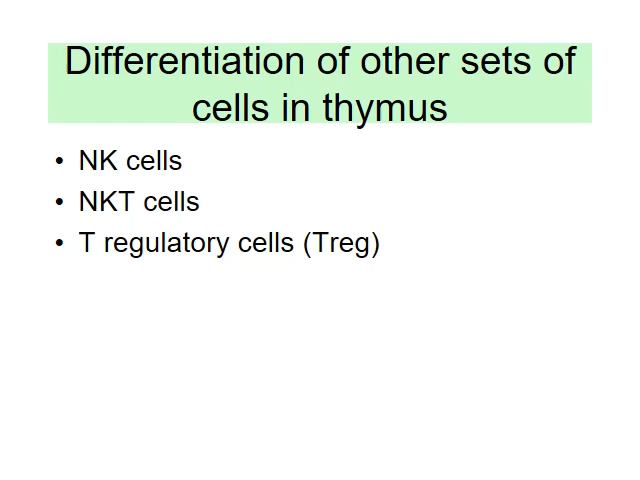 Differentiation of other sets of
cells in thymus
• NK cells
• NKT cells
• T regulatory cells (Treg)